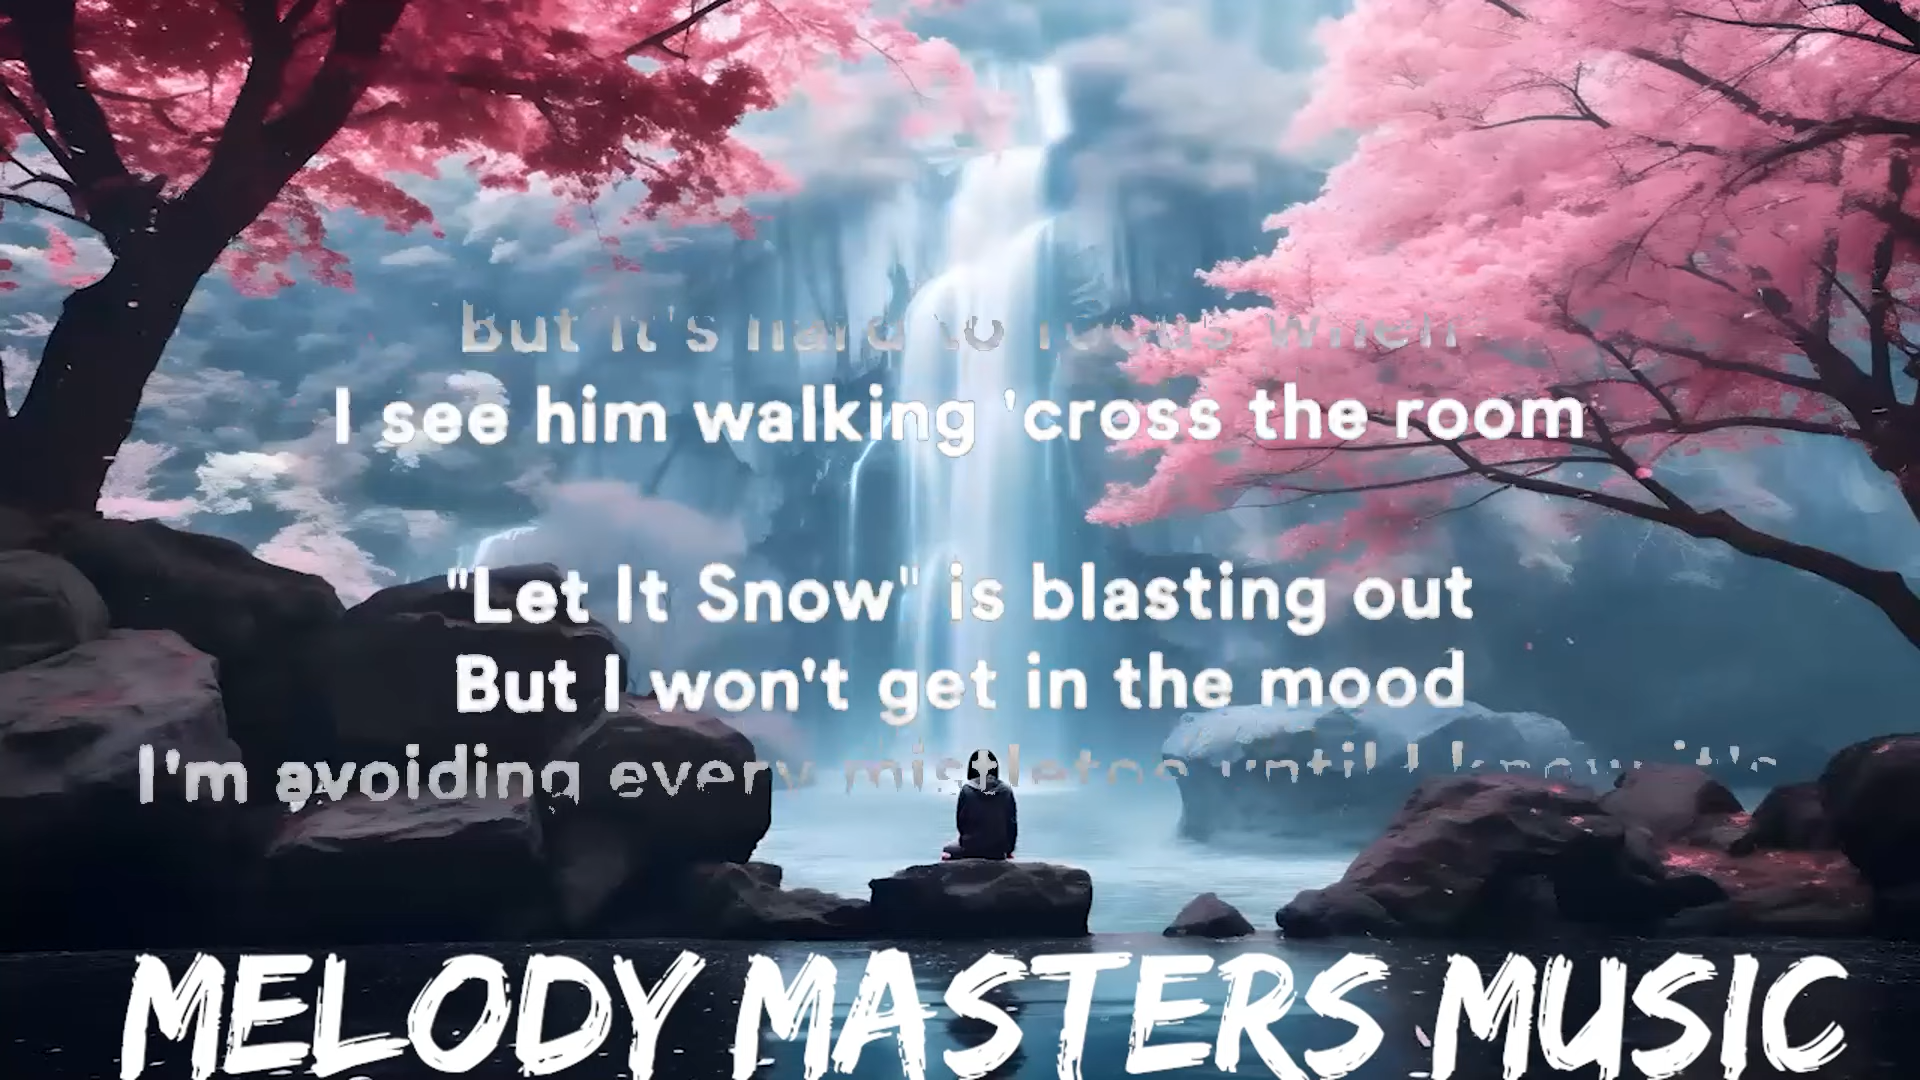 but it's hard to focus when
I see him walking 'cross the room
"Let It Snow" is blasting out
But I won't get in the mood
I'm avoiding every mistletoe until I know it's
MELODY MASTERS MUSIC